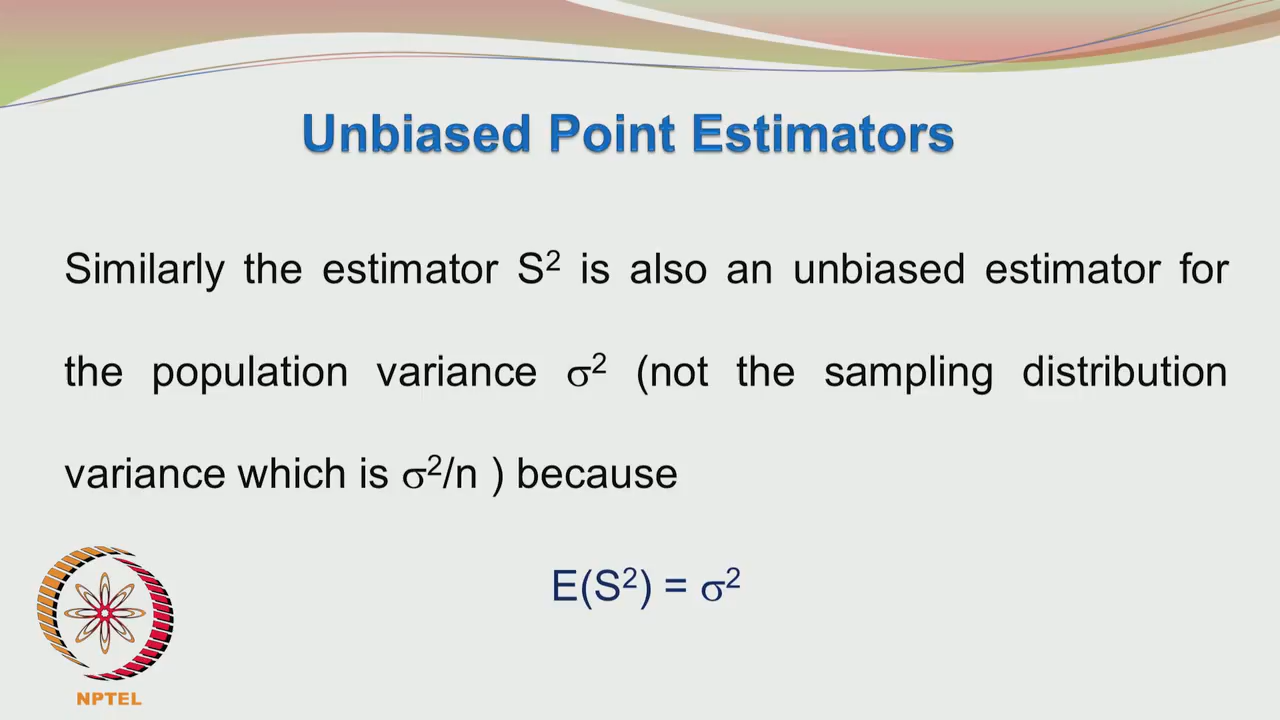 Unbiased Point Estimators
Similarly the estimator S² is also an unbiased estimator for
the population variance σ² (not the sampling distribution
variance which is σ²/n ) because
E(S²) = σ²
NPTEL